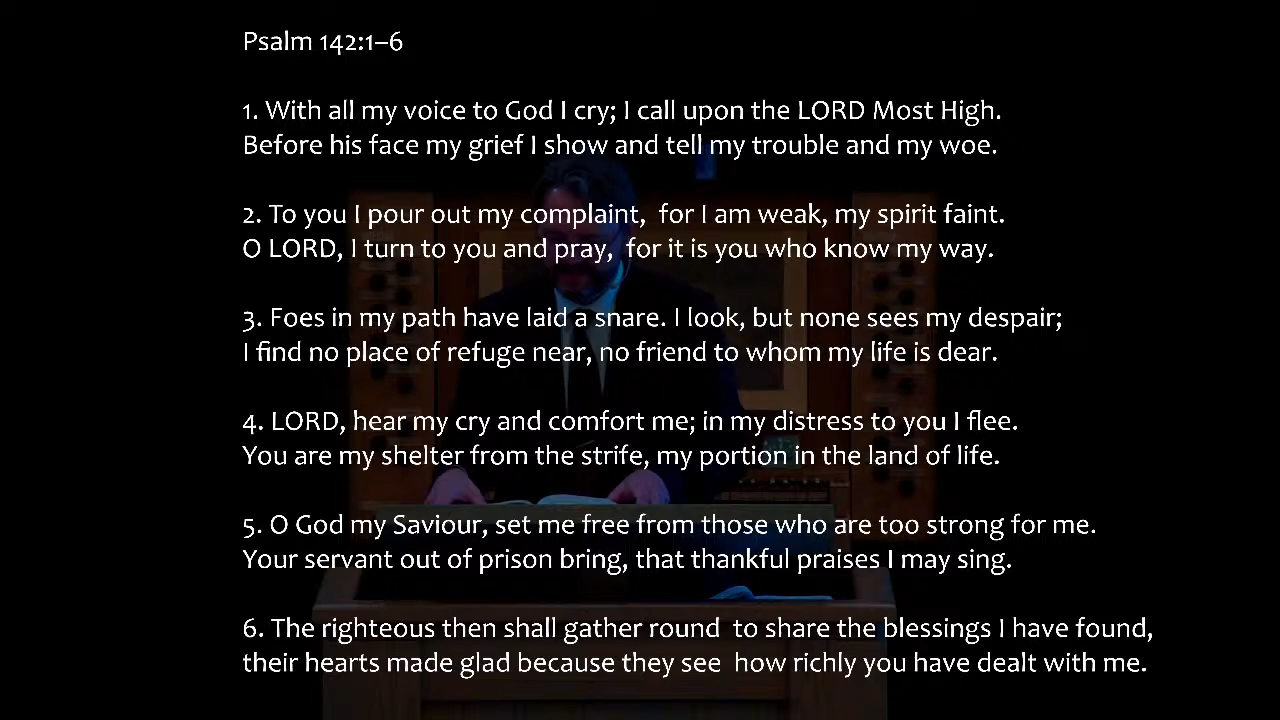 Psalm 142:1–6
1. With all my voice to God I cry; I call upon the LORD Most High.
Before his face my grief I show and tell my trouble and my woe.
2. To you I pour out my complaint,  for I am weak, my spirit faint.
O LORD, I turn to you and pray,  for it is you who know my way.
3. Foes in my path have laid a snare. I look, but none sees my despair;
I find no place of refuge near, no friend to whom my life is dear.
4. LORD, hear my cry and comfort me; in my distress to you I flee.
You are my shelter from the strife, my portion in the land of life.
5. O God my Saviour, set me free from those who are too strong for me.
Your servant out of prison bring, that thankful praises I may sing.
6. The righteous then shall gather round  to share the blessings I have found,
their hearts made glad because they see  how richly you have dealt with me.